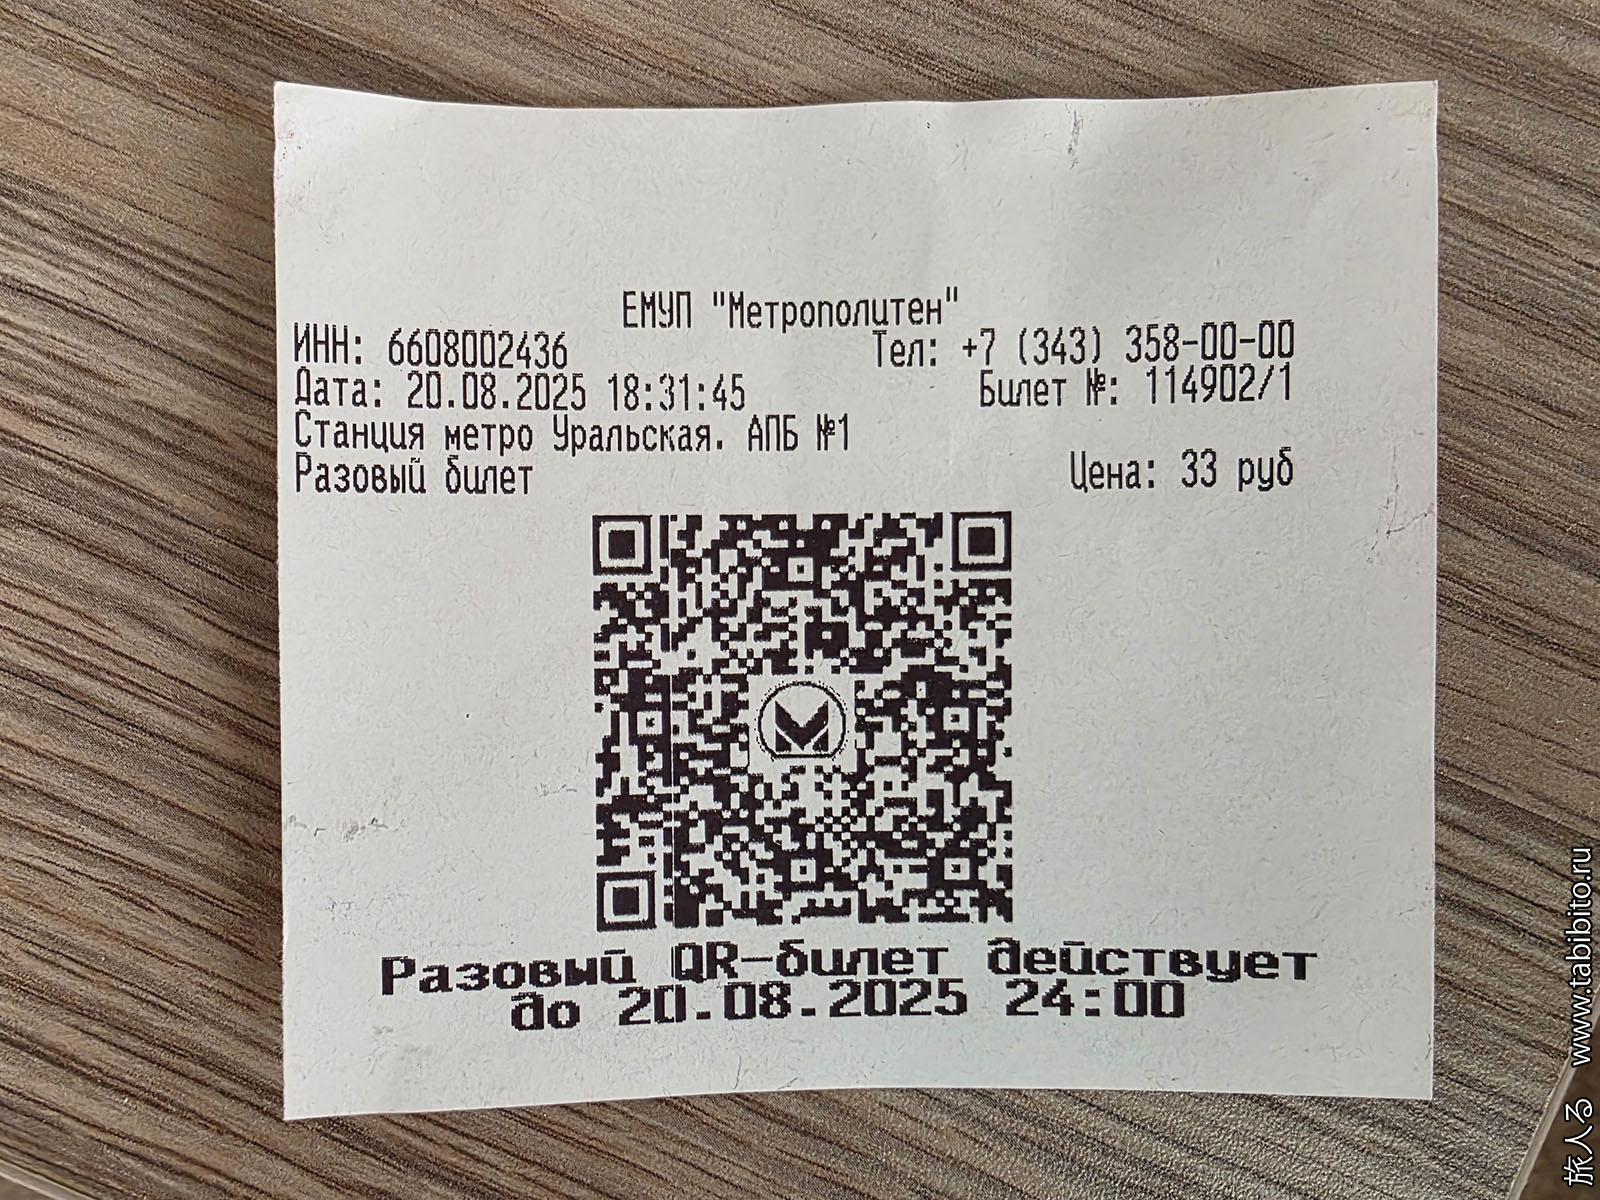 ЕМУП "Метрополитен"
ИНН: 6608002436 Тел: +7 (343) 358-00-00
Дата: 20.08.2025 18:31:45 Билет №: 114902/1
Станция метро Уральская. АПБ №1
Разовый билет Цена: 33 руб
Разовый QR-билет действует
до 20.08.2025 24:00
旅人る www.tabibito.ru